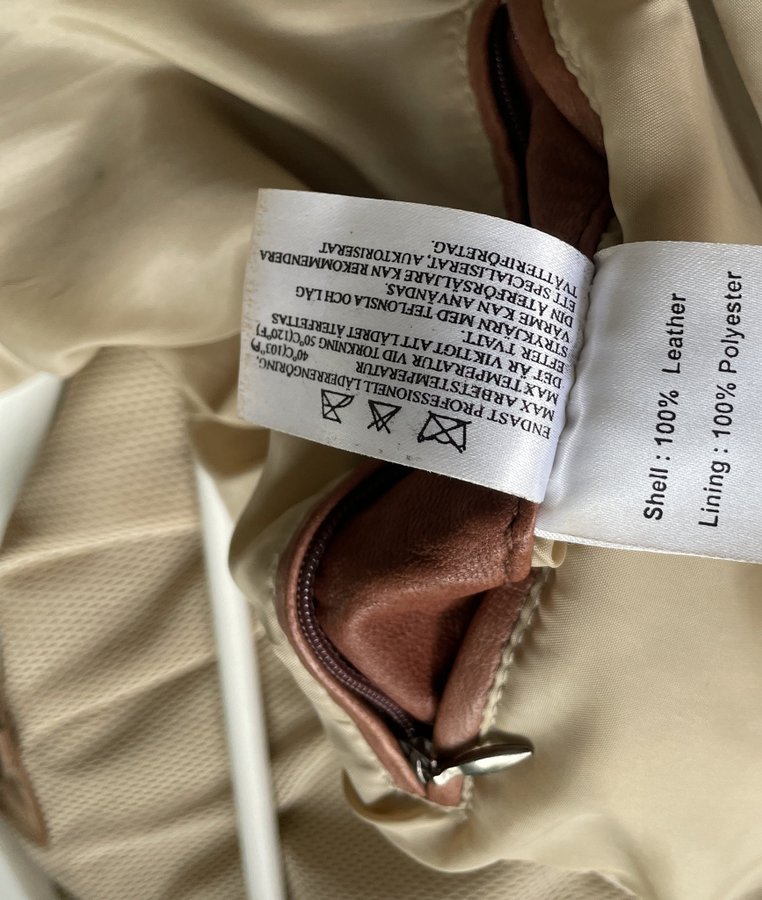 ENDAST PROFESSIONELL LÄDERRENGÖRING.
MAX ARBETSTEMPERATUR 40°C(103°F)
MAX TEMPERATUR VID TORKNING 50°C(120°F)
DET ÄR VIKTIGT ATT LÄDRET ÅTERFETTAS
EFTER TVÄTT.
STRYKJÄRN MED TEFLONSLA OCH LÅG
VÄRME KAN ANVÄNDAS.
DIN ÅTERFÖRSÄLJARE KAN REKOMMENDERA
ETT SPECIALISERAT, AUKTORISERAT
TVÄTTERIFÖRETAG.
Shell : 100% Leather
Lining : 100% Polyester